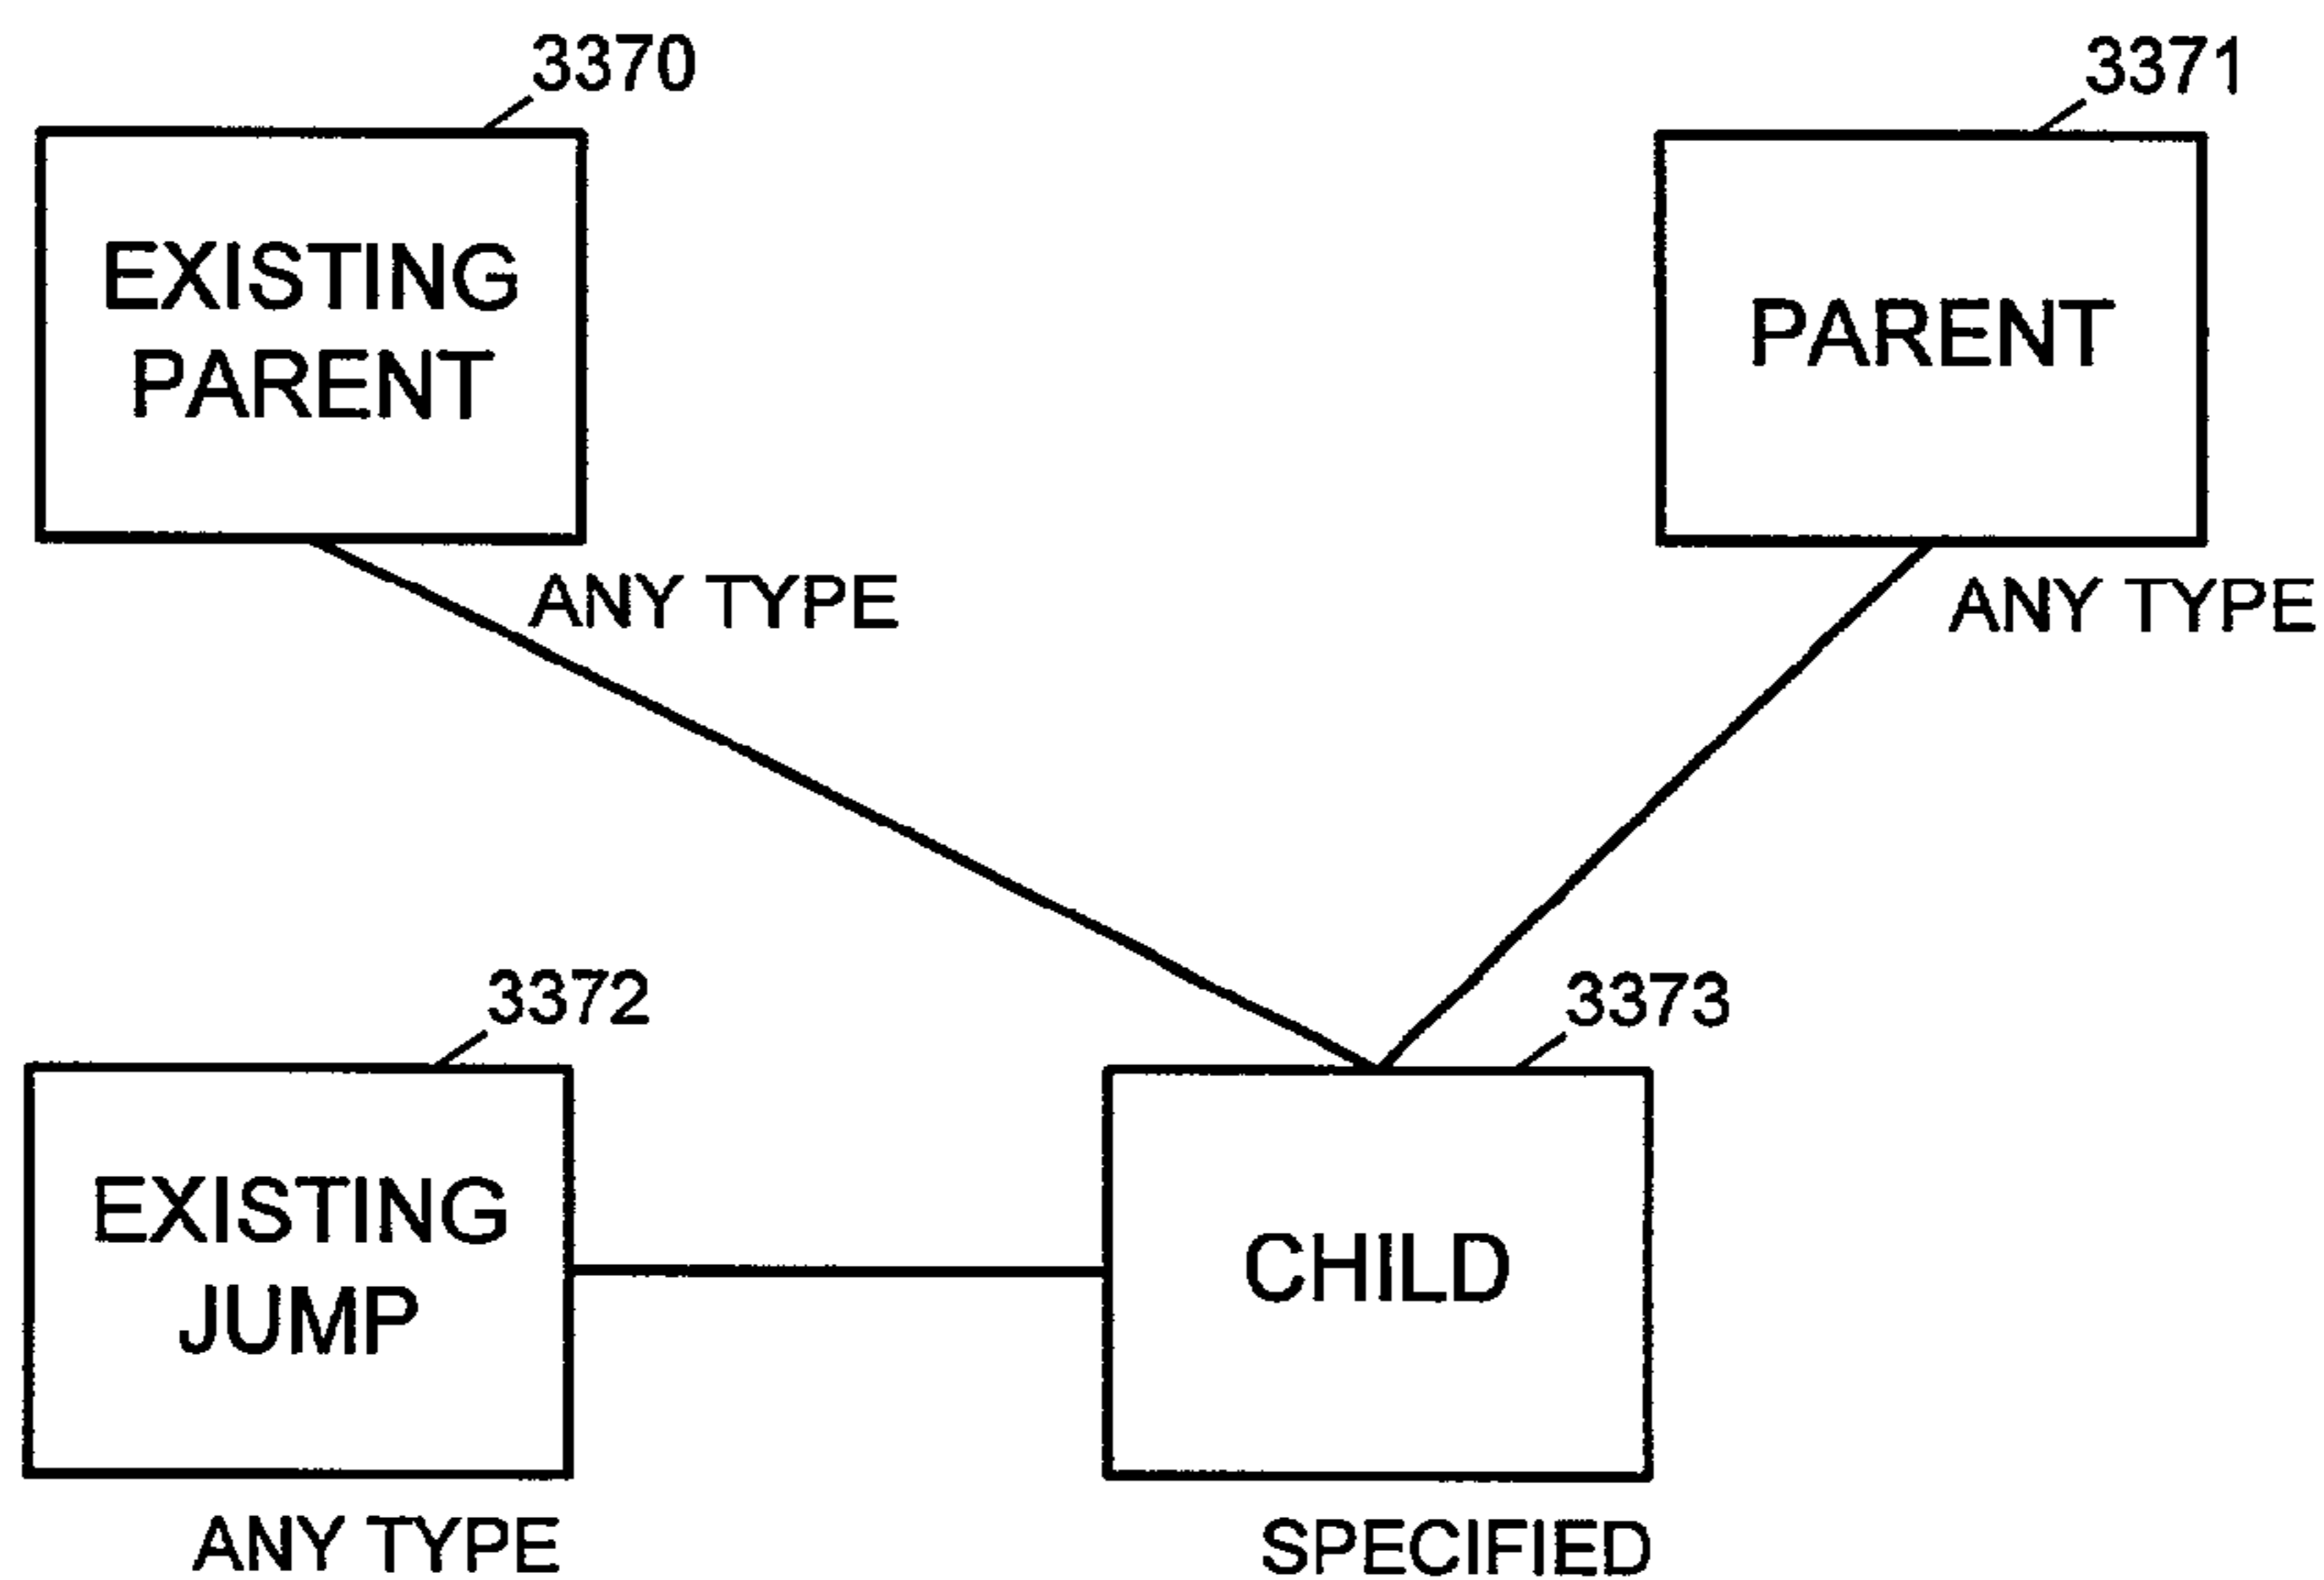 3370
3371
EXISTING
PARENT
PARENT
ANY TYPE
ANY TYPE
3372
3373
EXISTING
JUMP
CHILD
ANY TYPE
SPECIFIED